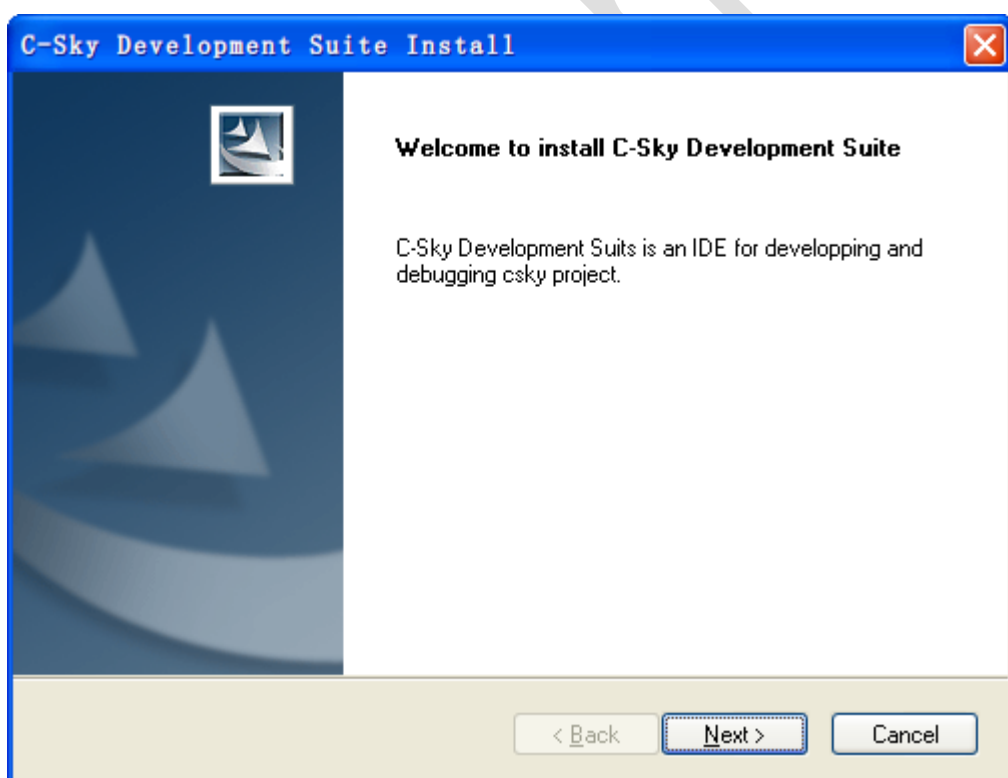 C-Sky Development Suite Install
Welcome to install C-Sky Development Suite
C-Sky Development Suits is an IDE for developping and
debugging csky project.
< Back
Next >
Cancel